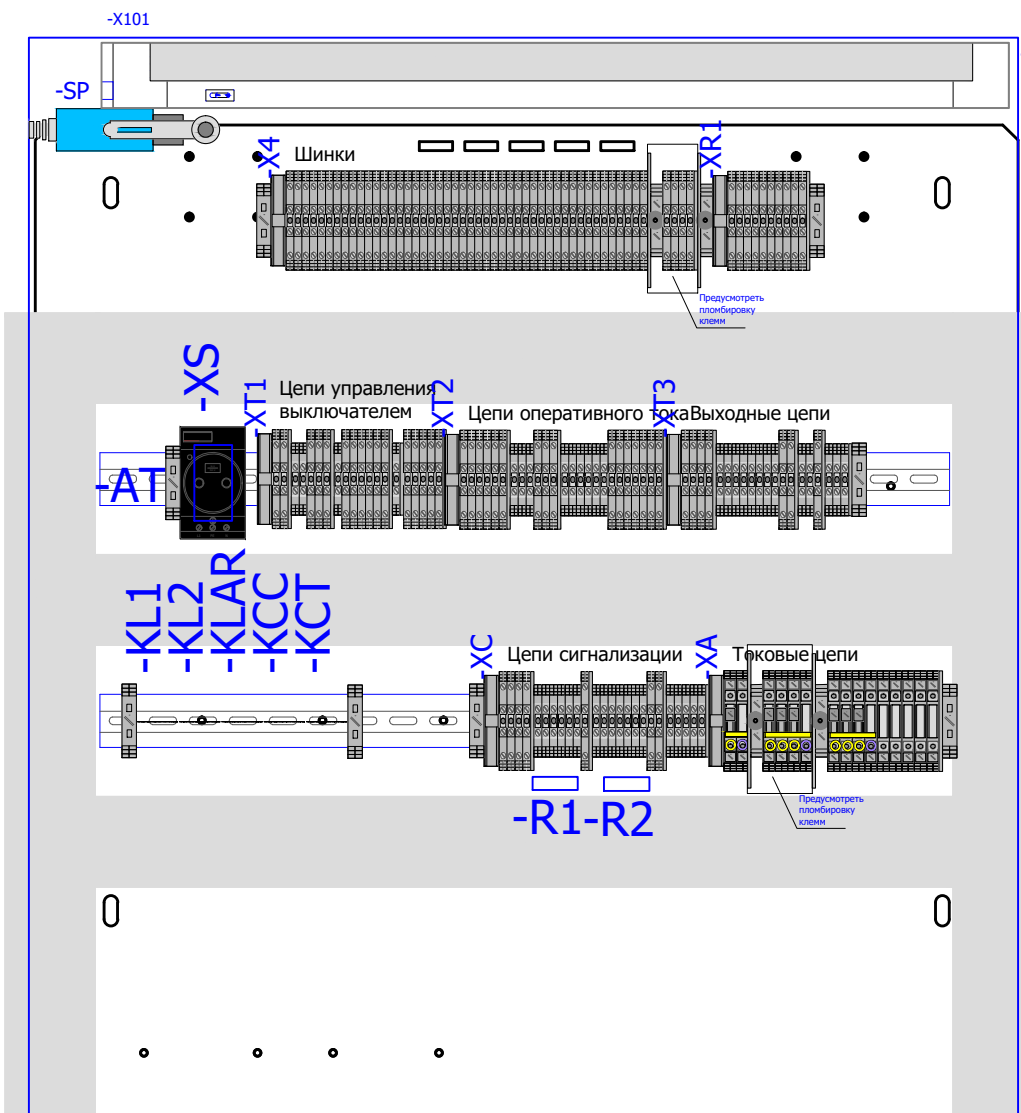 -X101
-SP
-X4
Шинки
-XR1
Предусмотреть
пломбировку
клемм
-XS
-AT
-XT1
Цепи управления
выключателем
-XT2
Цепи оперативного тока
-XT3
Выходные цепи
-KL1
-KL2
-KLAR
-KCC
-KCT
-XC
Цепи сигнализации
-XA
Токовые цепи
-R1
-R2
Предусмотреть
пломбировку
клемм